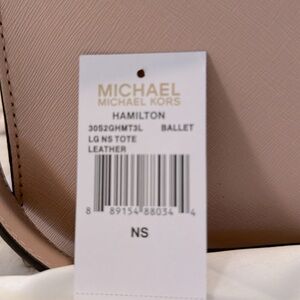 MICHAEL
MICHAEL KORS
HAMILTON
30S2GHMT3L BALLET
LG NS TOTE
LEATHER
8 89154 88034 4
NS